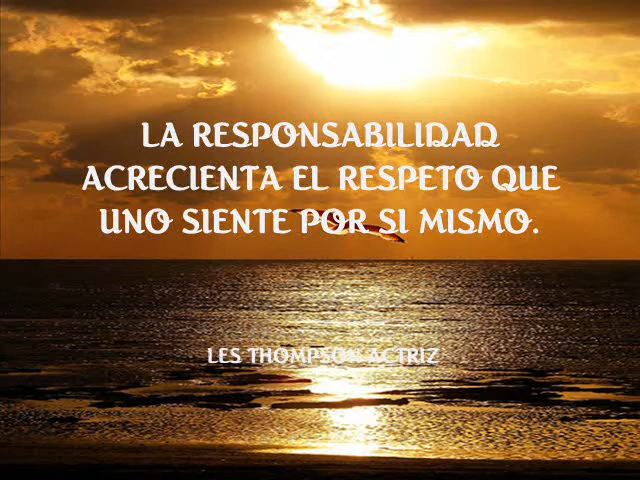 LA RESPONSABILIDAD
ACRECIENTA EL RESPETO QUE
UNO SIENTE POR SI MISMO.
LES THOMPSON ACTRIZ